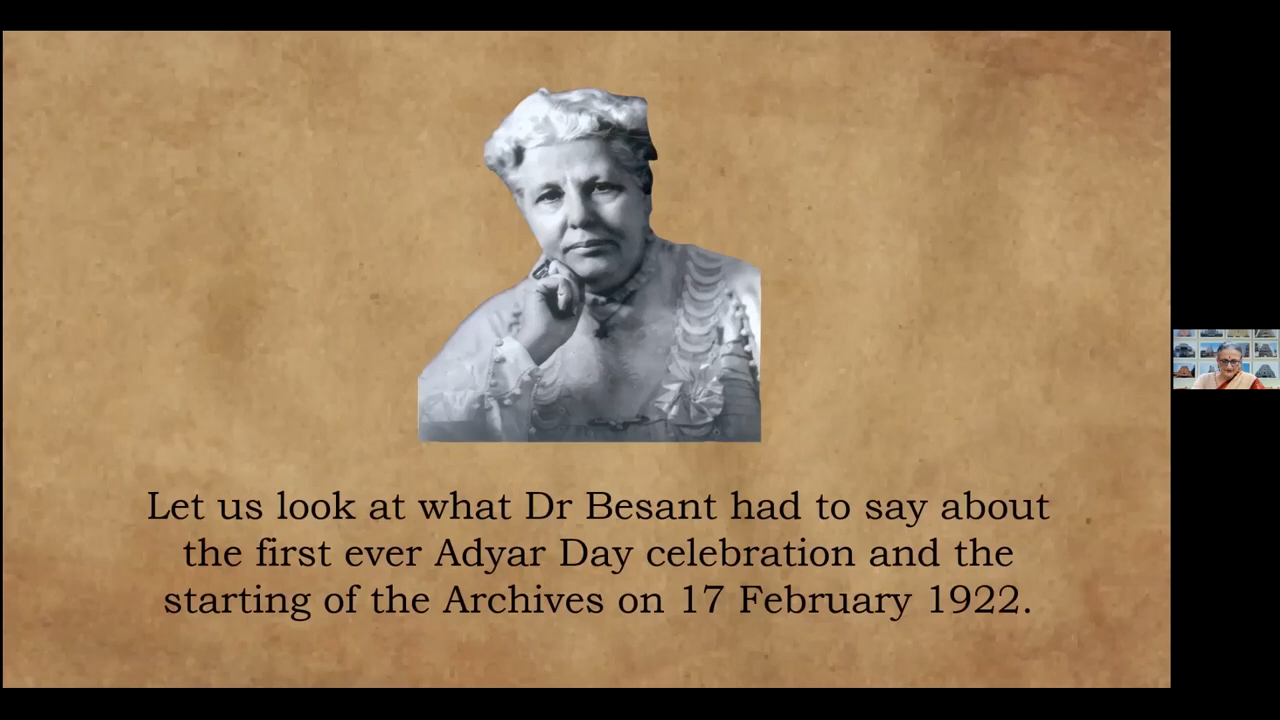 Let us look at what Dr Besant had to say about
the first ever Adyar Day celebration and the
starting of the Archives on 17 February 1922.